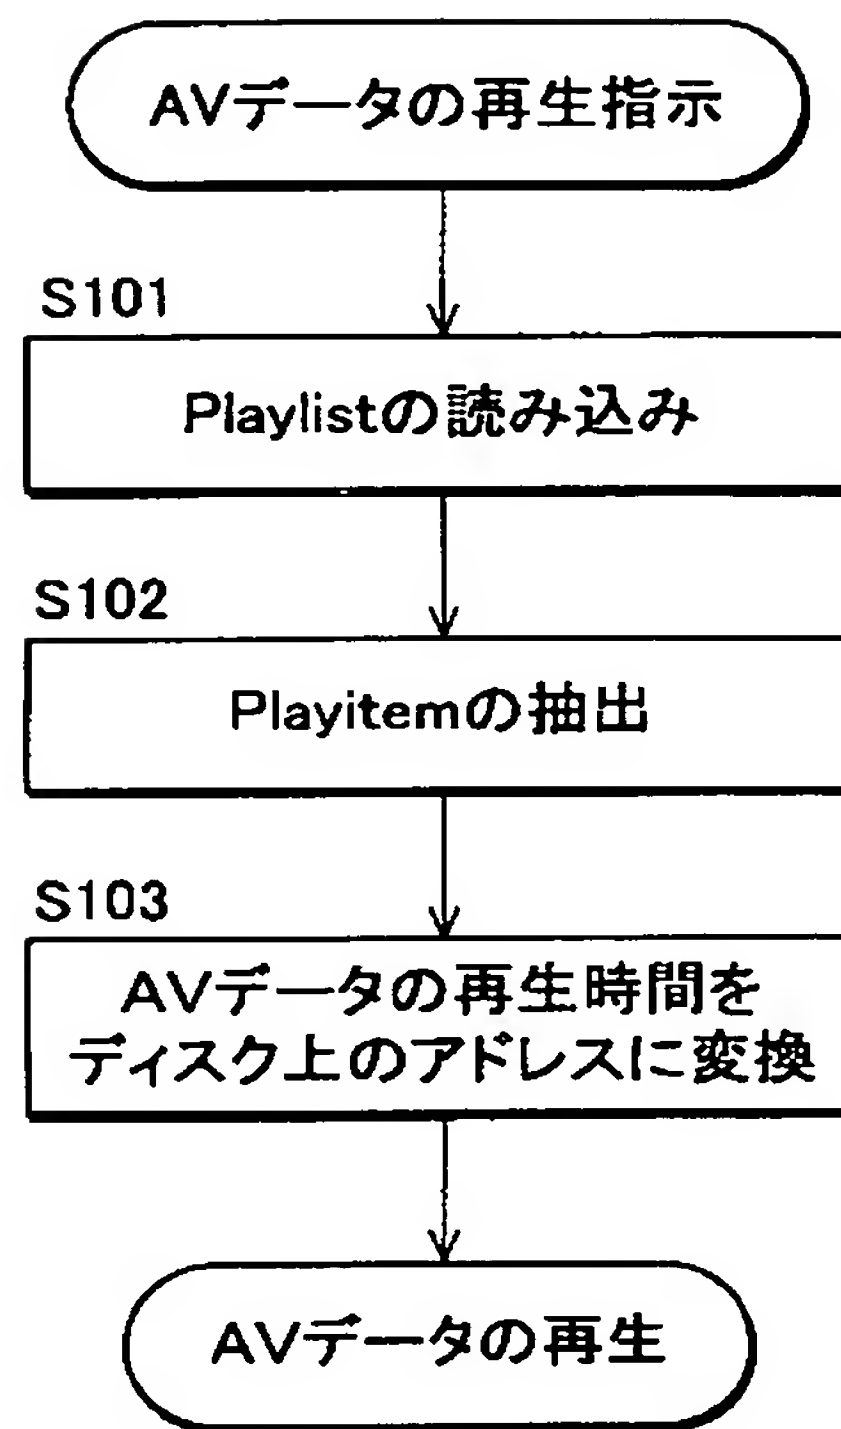 AVデータの再生指示
S101
Playlistの読み込み
S102
Playitemの抽出
S103
AVデータの再生時間を
ディスク上のアドレスに変換
AVデータの再生